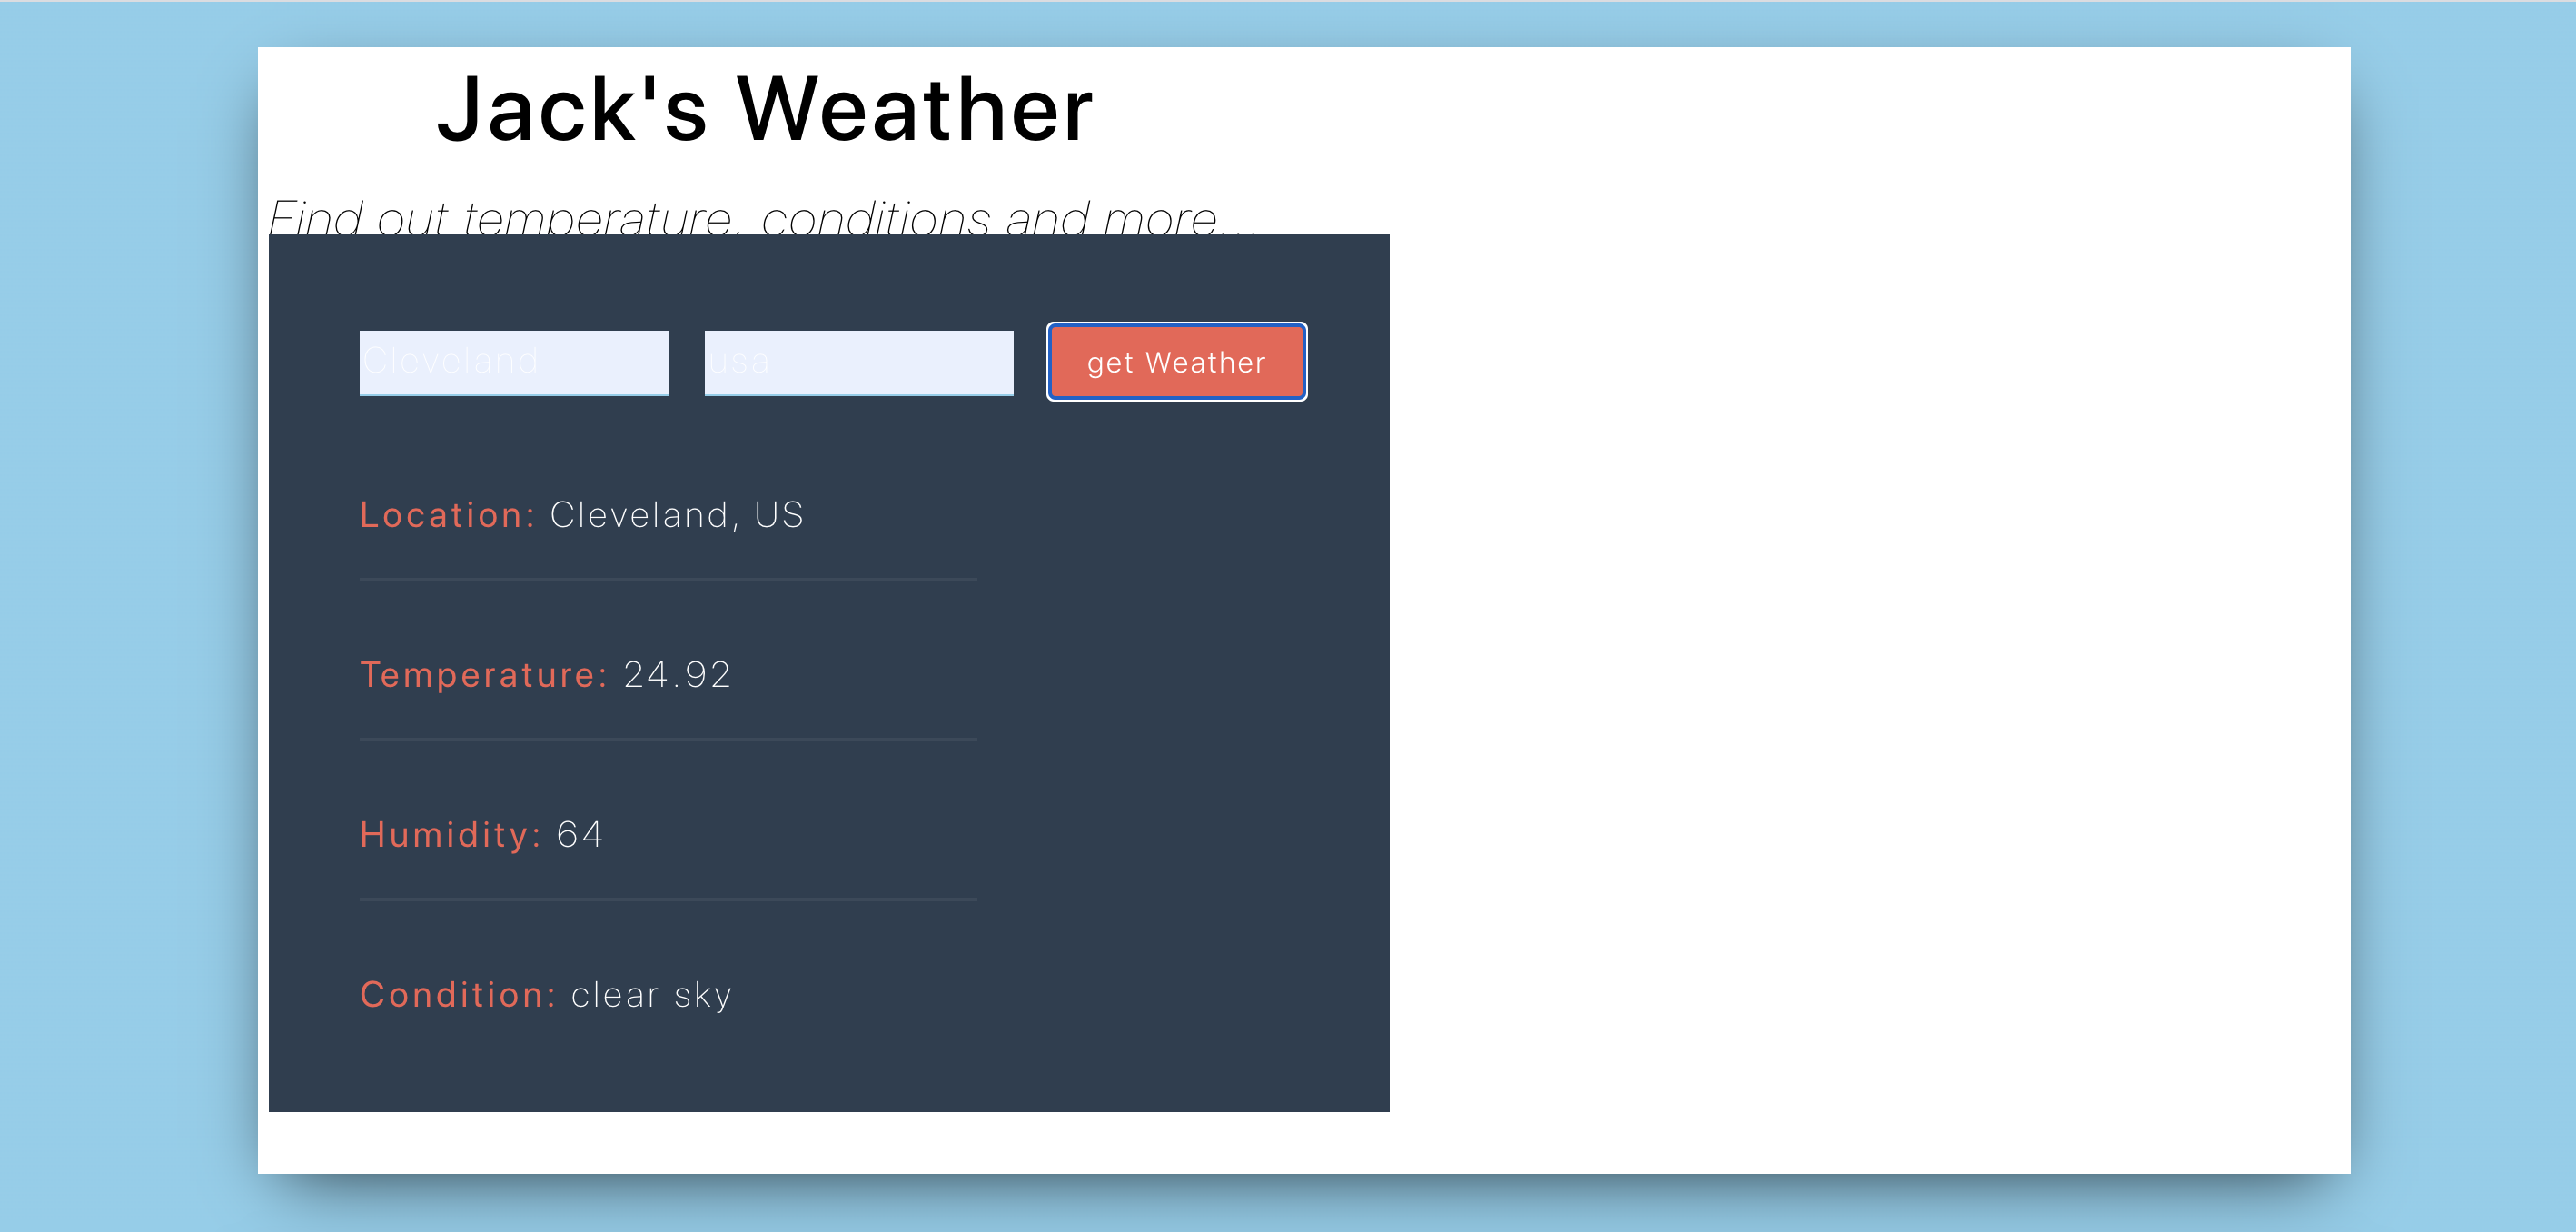 Jack's Weather
Find out temperature, conditions and more...
Cleveland usa get Weather
Location: Cleveland, US
Temperature: 24.92
Humidity: 64
Condition: clear sky